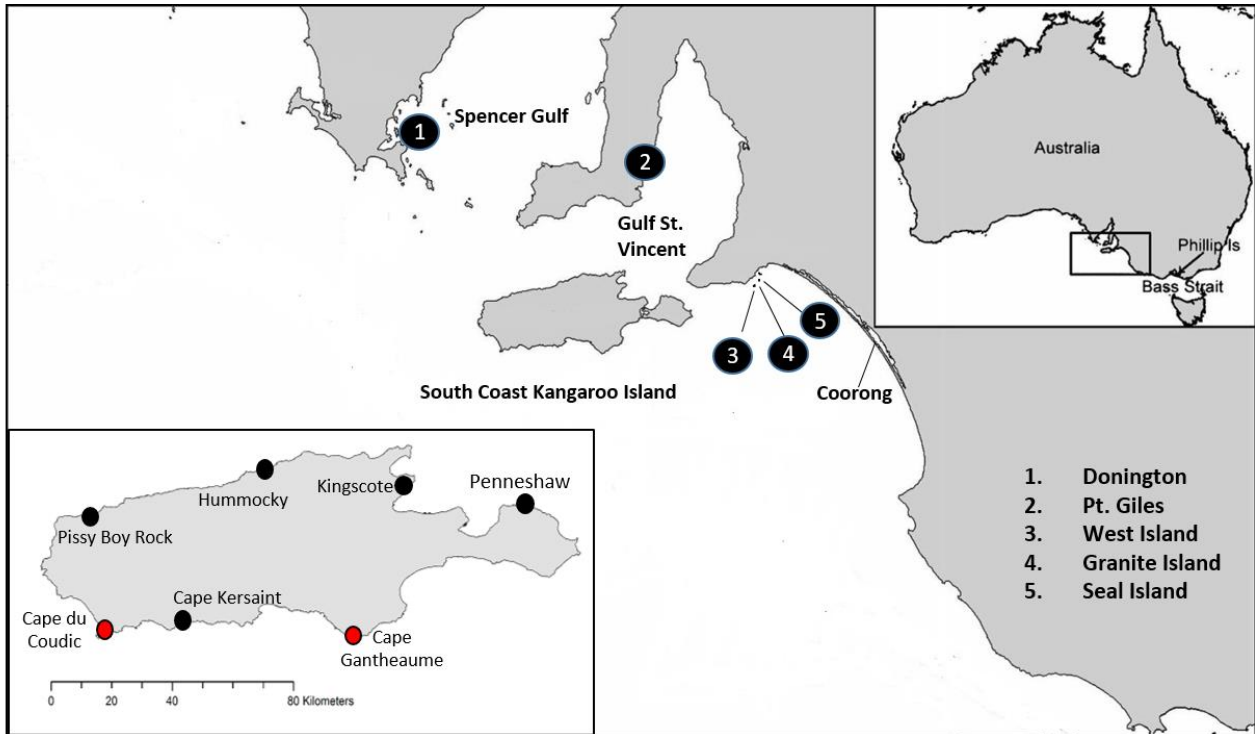 1
Spencer Gulf
2
Gulf St.
Vincent
3
4
5
South Coast Kangaroo Island
Coorong
Australia
Phillip Is
Bass Strait
Hummocky
Kingscote
Penneshaw
Pissy Boy Rock
Cape Kersaint
Cape du
Coudic
Cape
Gantheaume
0 20 40 80 Kilometers
1. Donington
2. Pt. Giles
3. West Island
4. Granite Island
5. Seal Island